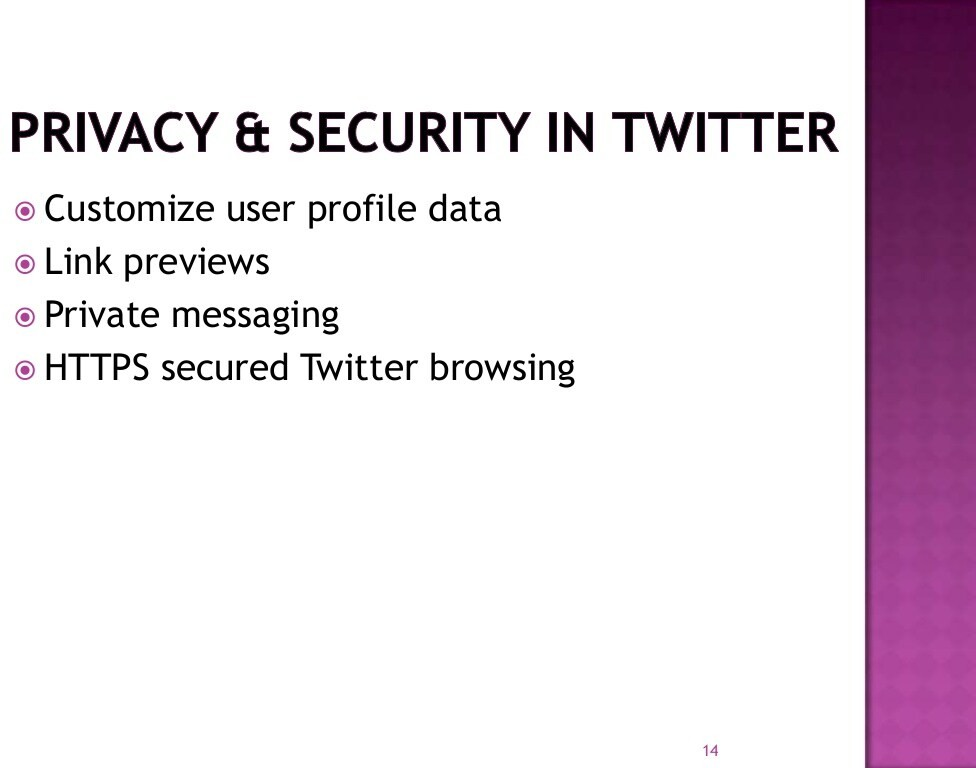 PRIVACY & SECURITY IN TWITTER
Customize user profile data
Link previews
Private messaging
HTTPS secured Twitter browsing
14